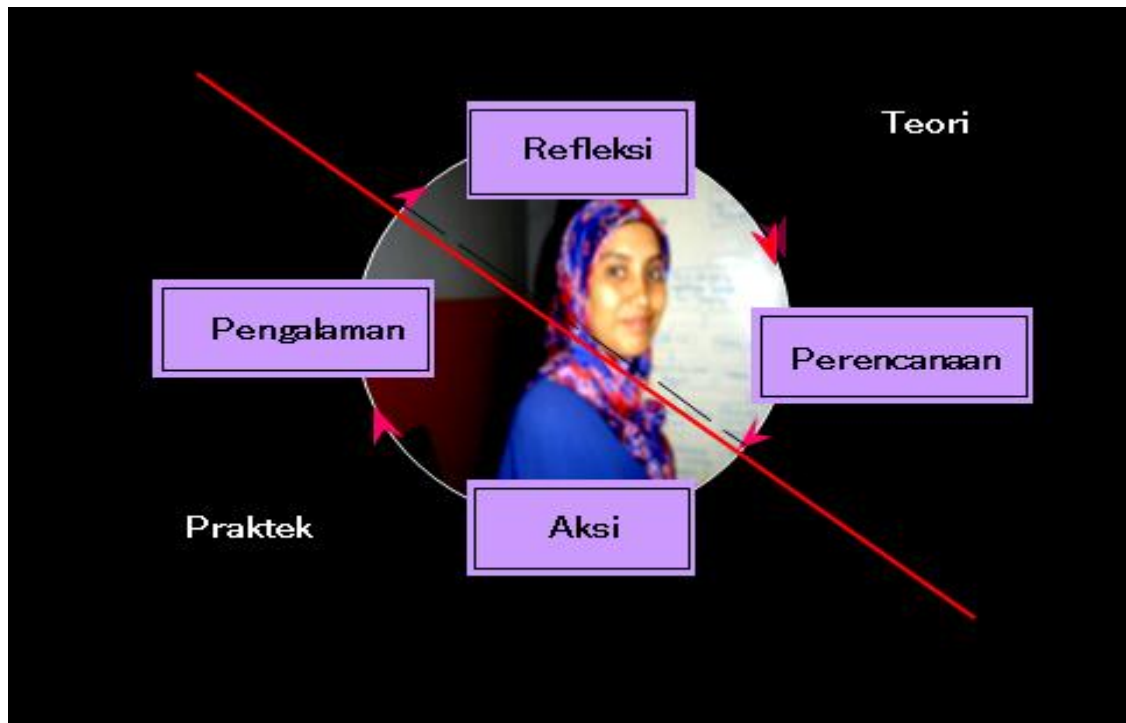 Refleksi
Teori
Pengalaman
Perencanaan
Praktek
Aksi